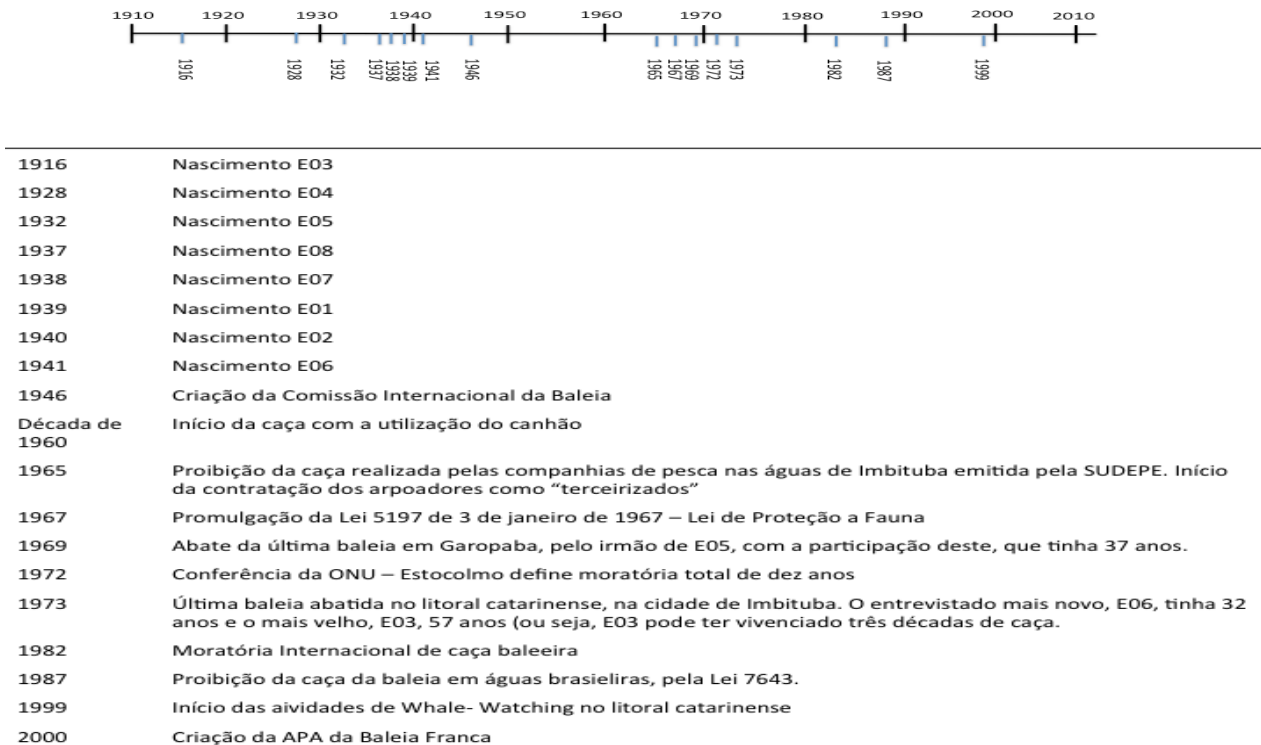 1910 1920 1930 1940 1950 1960 1970 1980 1990 2000 2010
1916 1928 1932 1937 1938 1939 1941 1946 1965 1967 1969 1972 1973 1982 1987 1999
1916 Nascimento E03
1928 Nascimento E04
1932 Nascimento E05
1937 Nascimento E08
1938 Nascimento E07
1939 Nascimento E01
1940 Nascimento E02
1941 Nascimento E06
1946 Criação da Comissão Internacional da Baleia
Década de Início da caça com a utilização do canhão
1960
1965 Proibição da caça realizada pelas companhias de pesca nas águas de Imbituba emitida pela SUDEPE. Início
da contratação dos arpoadores como “terceirizados”
1967 Promulgação da Lei 5197 de 3 de janeiro de 1967 – Lei de Proteção a Fauna
1969 Abate da última baleia em Garopaba, pelo irmão de E05, com a participação deste, que tinha 37 anos.
1972 Conferência da ONU – Estocolmo define moratória total de dez anos
1973 Última baleia abatida no litoral catarinense, na cidade de Imbituba. O entrevistado mais novo, E06, tinha 32
anos e o mais velho, E03, 57 anos (ou seja, E03 pode ter vivenciado três décadas de caça.
1982 Moratória Internacional de caça baleeira
1987 Proibição da caça da baleia em águas brasieliras, pela Lei 7643.
1999 Início das aividades de Whale- Watching no litoral catarinense
2000 Criação da APA da Baleia Franca